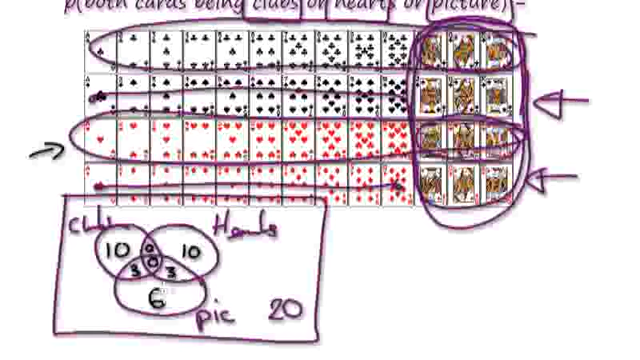 p(both cards being clubs or hearts or picture) =
Clubs Hearts
10 0 10
0
3 3
6
pic 20